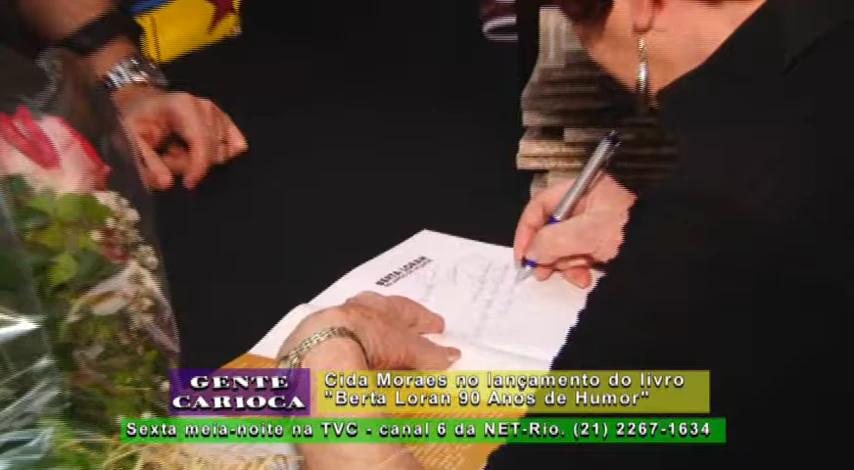 BERTA LORAN
GENTE
CARIOCA
Cida Moraes no lançamento do livro
"Berta Loran 90 Anos de Humor"
Sexta meia-noite na TVC - canal 6 da NET-Rio. (21) 2267-1634